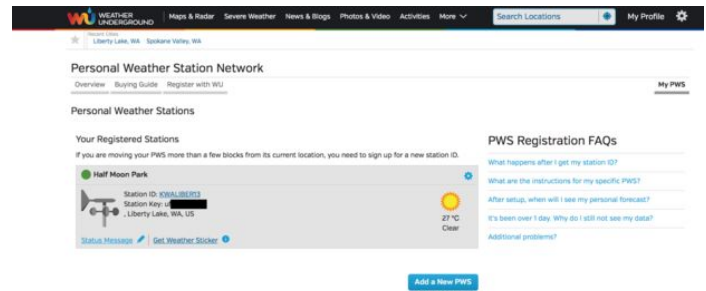 WEATHER UNDERGROUND Maps & Radar Severe Weather News & Blogs Photos & Video Activities More Search Locations My Profile
Recent Cities
Liberty Lake, WA Spokane Valley, WA
Personal Weather Station Network
Overview Buying Guide Register with WU My PWS
Personal Weather Stations
Your Registered Stations
If you are moving your PWS more than a few blocks from its current location, you need to sign up for a new station ID.
Half Moon Park
Station ID: KWALIBER13
Station Key:
, Liberty Lake, WA, US
27 °C
Clear
Status Message Get Weather Sticker
Add a New PWS
PWS Registration FAQs
What happens after I get my station ID?
What are the instructions for my specific PWS?
After setup, when will I see my personal forecast?
It's been over 1 day. Why do I still not see my data?
Additional problems?